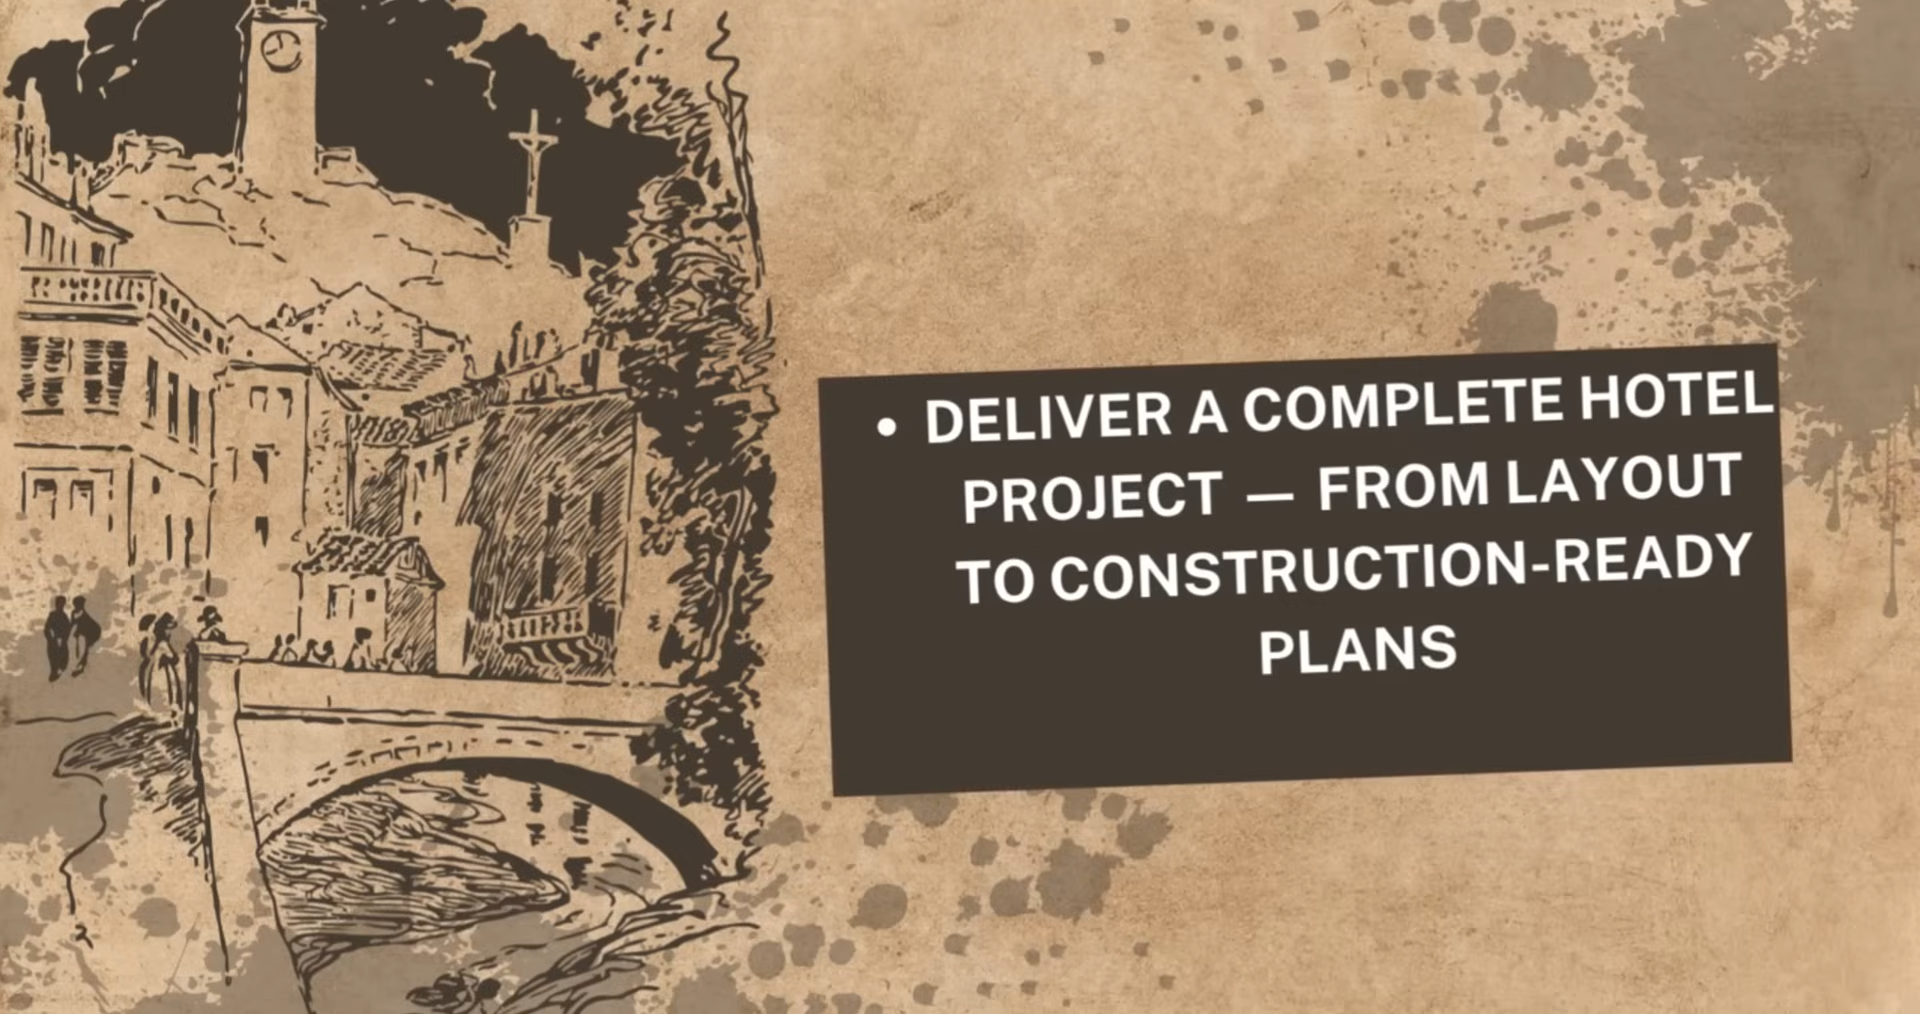 • DELIVER A COMPLETE HOTEL
PROJECT — FROM LAYOUT
TO CONSTRUCTION-READY
PLANS